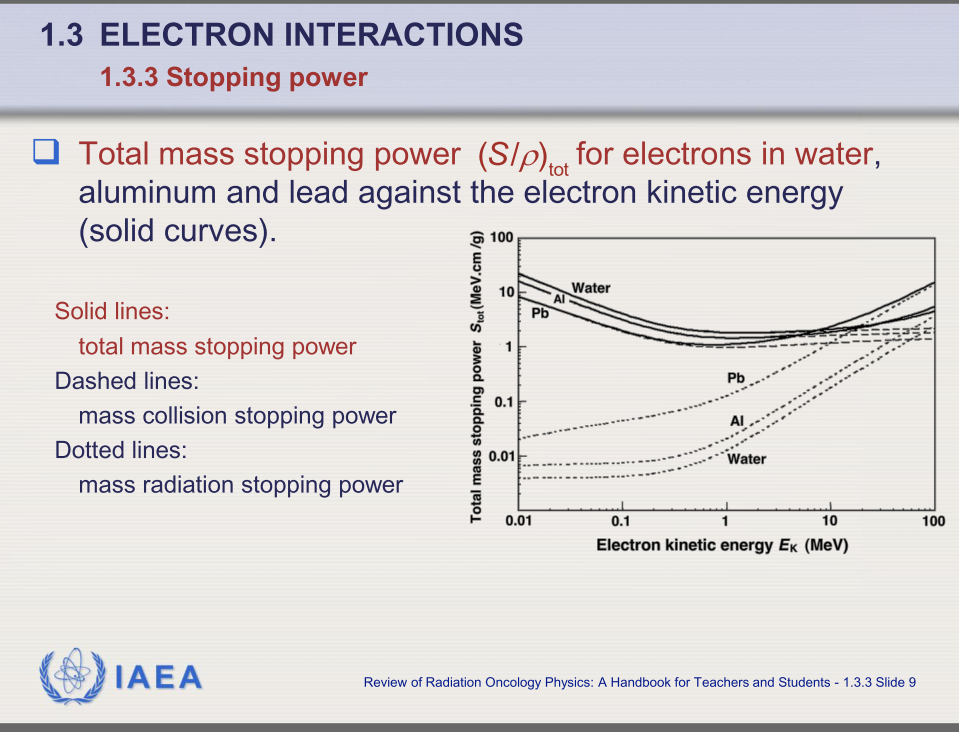 1.3 ELECTRON INTERACTIONS
1.3.3 Stopping power
❑ Total mass stopping power (S/ρ)tot for electrons in water,
aluminum and lead against the electron kinetic energy
(solid curves).
Solid lines:
total mass stopping power
Dashed lines:
mass collision stopping power
Dotted lines:
mass radiation stopping power
Total mass stopping power Stot (MeV.cm /g)
100
10
1
0.1
0.01
Water
Al
Pb
Pb
Al
Water
0.01 0.1 1 10 100
Electron kinetic energy EK (MeV)
IAEA
Review of Radiation Oncology Physics: A Handbook for Teachers and Students - 1.3.3 Slide 9